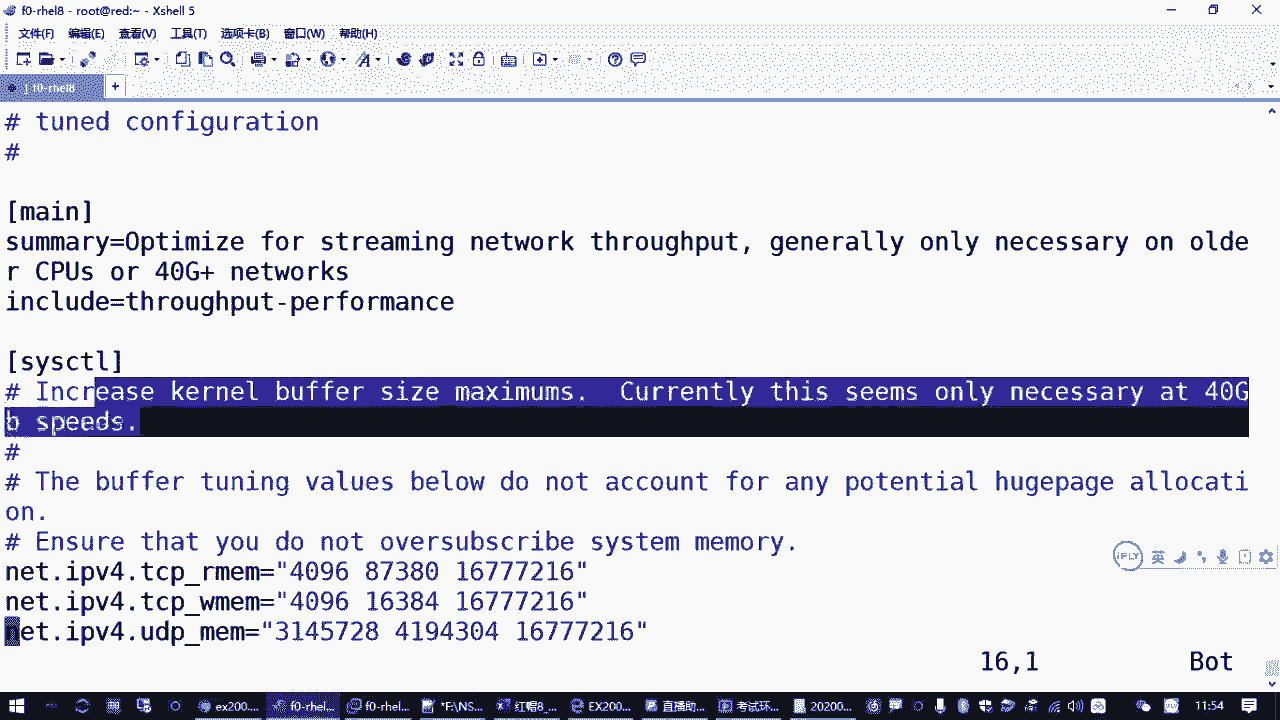 f0-rhel8 - root@red:~ - Xshell 5
文件(F) 编辑(E) 查看(V) 工具(T) 选项卡(B) 窗口(W) 帮助(H)
1 f0-rhel8
# tuned configuration
#
[main]
summary=Optimize for streaming network throughput, generally only necessary on olde
r CPUs or 40G+ networks
include=throughput-performance
[sysctl]
# Increase kernel buffer size maximums.  Currently this seems only necessary at 40G
b speeds.
#
# The buffer tuning values below do not account for any potential hugepage allocati
on.
# Ensure that you do not oversubscribe system memory.
net.ipv4.tcp_rmem="4096 87380 16777216"
net.ipv4.tcp_wmem="4096 16384 16777216"
net.ipv4.udp_mem="3145728 4194304 16777216"
16,1 Bot
iFLY 英
ex200.... f0-rhel... f0-rhel... *F:\NS... 红帽8_... EX200... 直播助... 考试环... 20200... 11:54